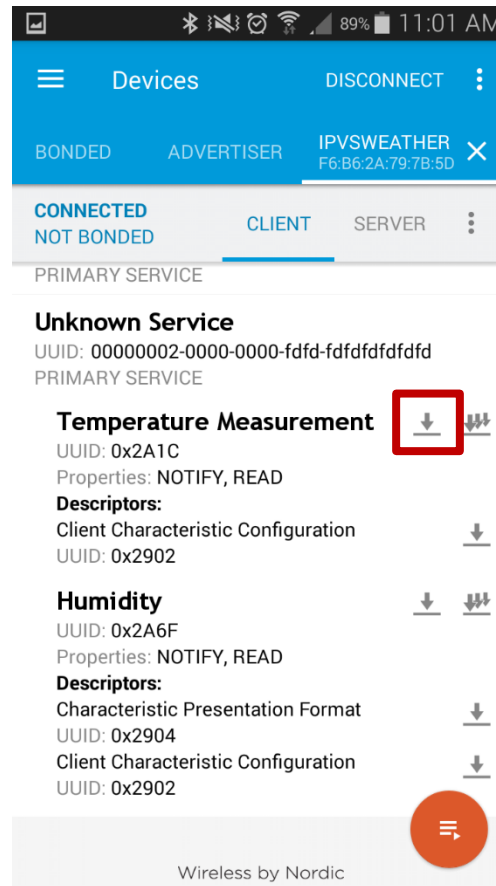 89% 11:01 AM
Devices DISCONNECT
BONDED ADVERTISER IPVSWEATHER
F6:B6:2A:79:7B:5D
CONNECTED
NOT BONDED CLIENT SERVER
PRIMARY SERVICE
Unknown Service
UUID: 00000002-0000-0000-fdfd-fdfdfdfdfdfd
PRIMARY SERVICE
Temperature Measurement
UUID: 0x2A1C
Properties: NOTIFY, READ
Descriptors:
Client Characteristic Configuration
UUID: 0x2902
Humidity
UUID: 0x2A6F
Properties: NOTIFY, READ
Descriptors:
Characteristic Presentation Format
UUID: 0x2904
Client Characteristic Configuration
UUID: 0x2902
Wireless by Nordic